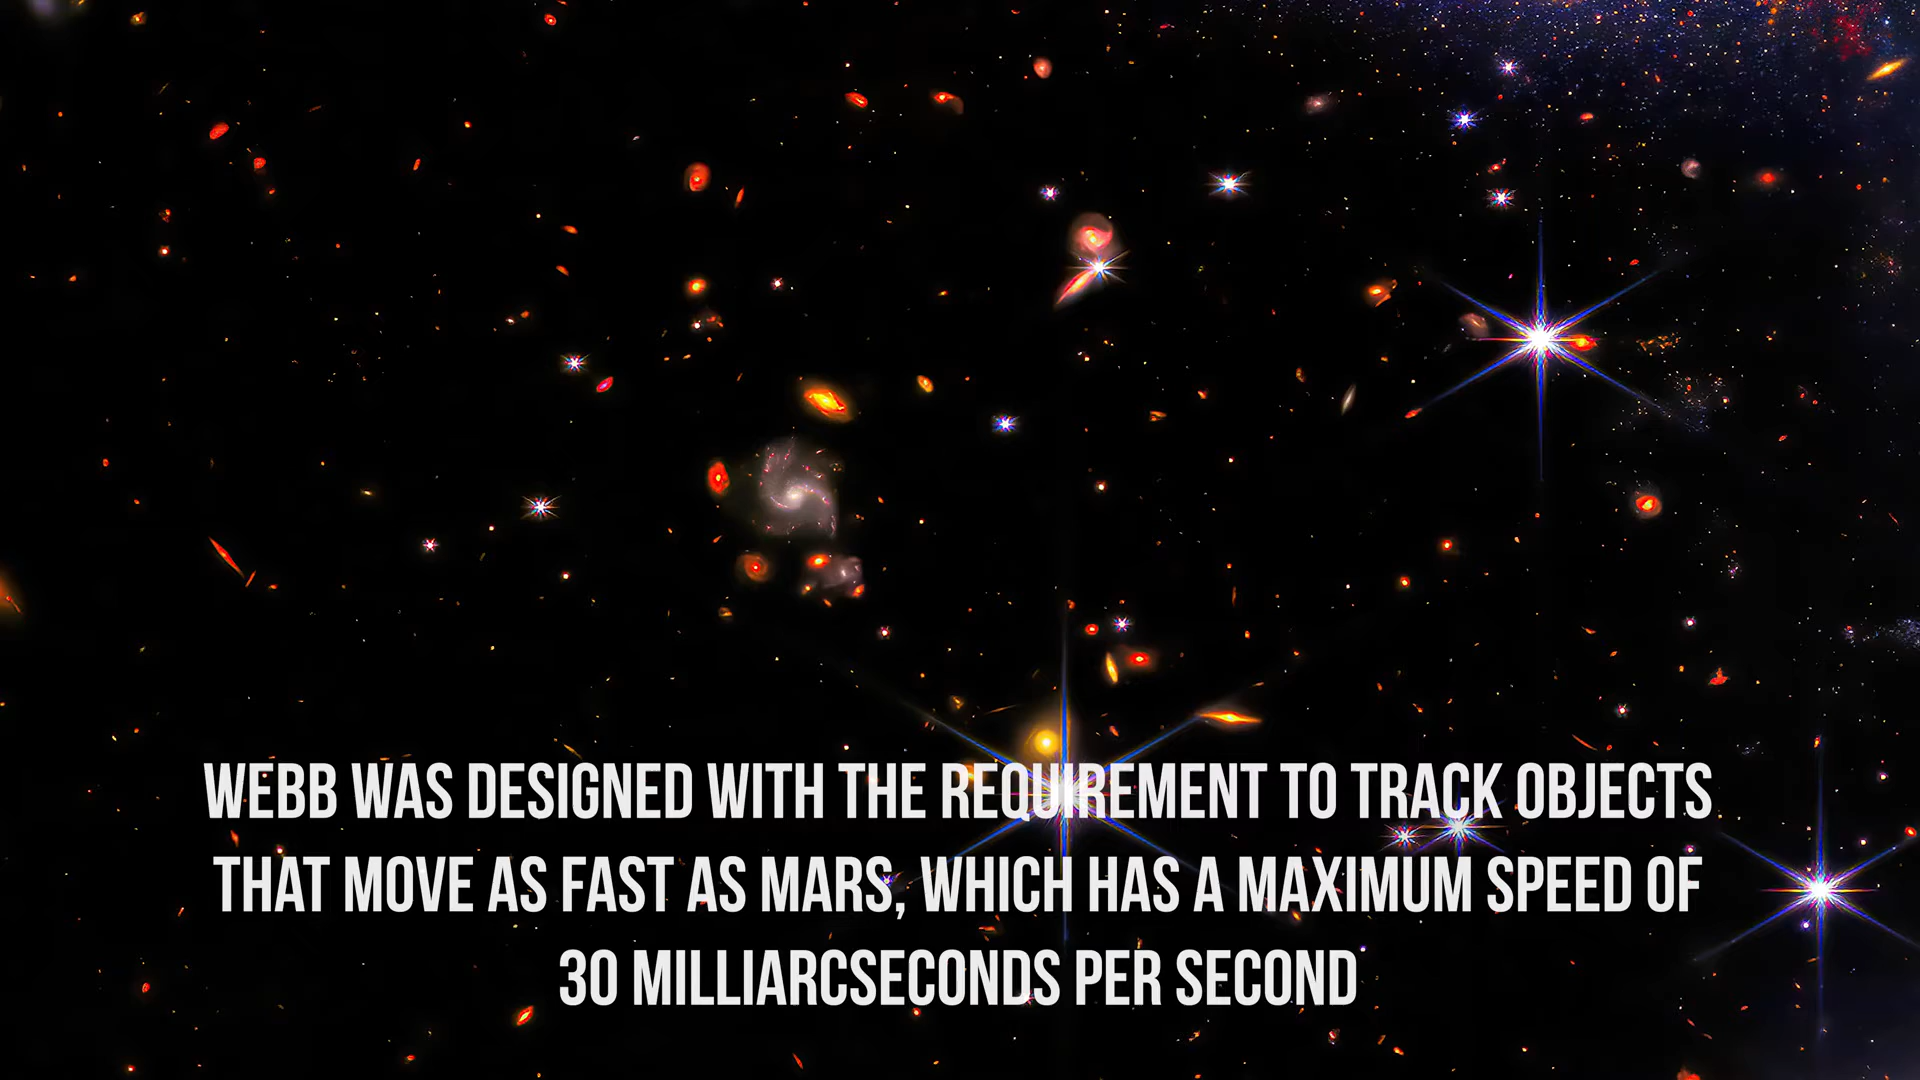 WEBB WAS DESIGNED WITH THE REQUIREMENT TO TRACK OBJECTS
THAT MOVE AS FAST AS MARS, WHICH HAS A MAXIMUM SPEED OF
30 MILLIARCSECONDS PER SECOND